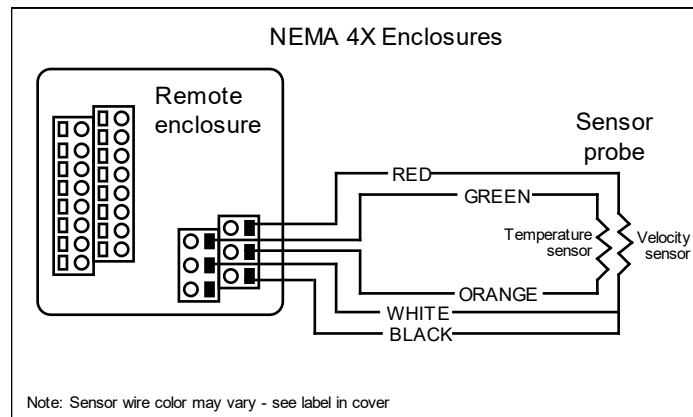 NEMA 4X Enclosures
Remote
enclosure
Sensor
probe
RED
GREEN
Temperature
sensor
Velocity
sensor
ORANGE
WHITE
BLACK
Note: Sensor wire color may vary - see label in cover